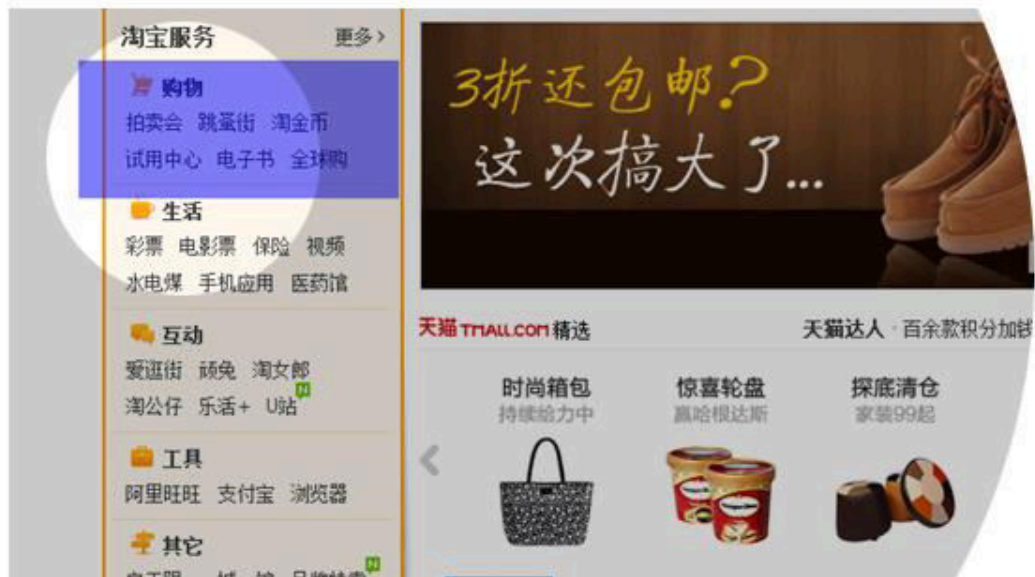 淘宝服务 更多>
购物
拍卖会 跳蚤街 淘金币
试用中心 电子书 全球购
生活
彩票 电影票 保险 视频
水电煤 手机应用 医药馆
互动
爱逛街 顽兔 淘女郎
淘公仔 乐活+ U站
N
工具
阿里旺旺 支付宝 浏览器
其它
N
3折还包邮?
这次搞大了...
天猫 TMALL.COM 精选 天猫达人·百余款积分加钱
时尚箱包 惊喜轮盘 探底清仓
持续给力中 赢哈根达斯 家装99起